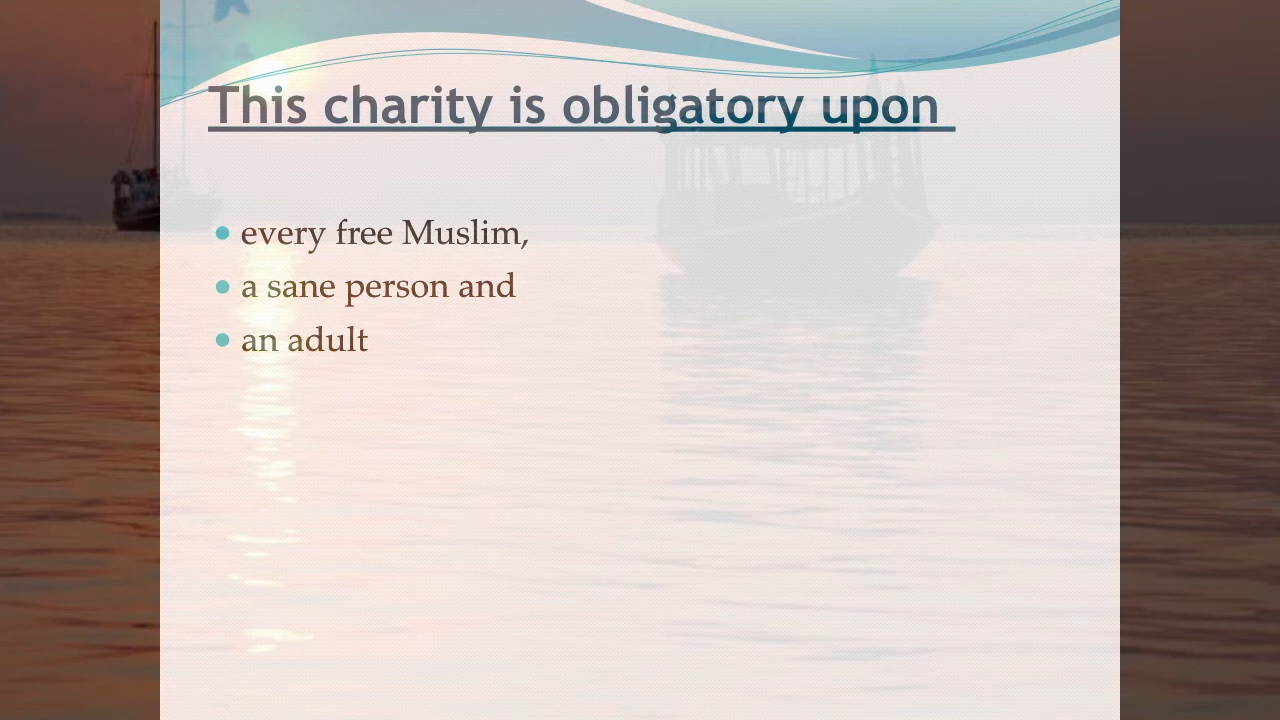 This charity is obligatory upon
every free Muslim,
a sane person and
an adult